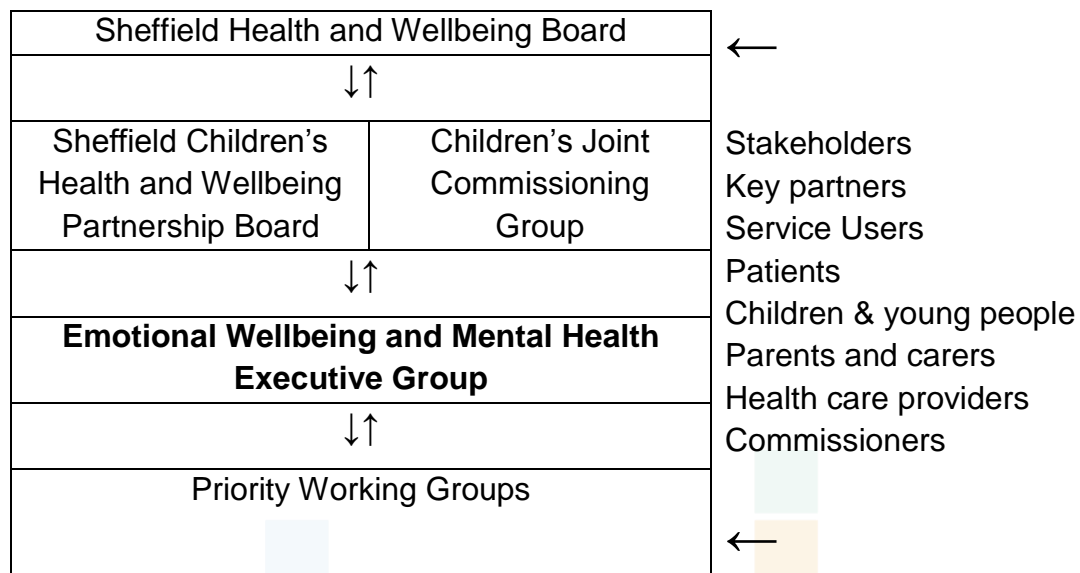 Sheffield Health and Wellbeing Board
←
↓↑
Sheffield Children’s
Health and Wellbeing
Partnership Board
Children’s Joint
Commissioning
Group
↓↑
Emotional Wellbeing and Mental Health
Executive Group
↓↑
Priority Working Groups
Stakeholders
Key partners
Service Users
Patients
Children & young people
Parents and carers
Health care providers
Commissioners
←